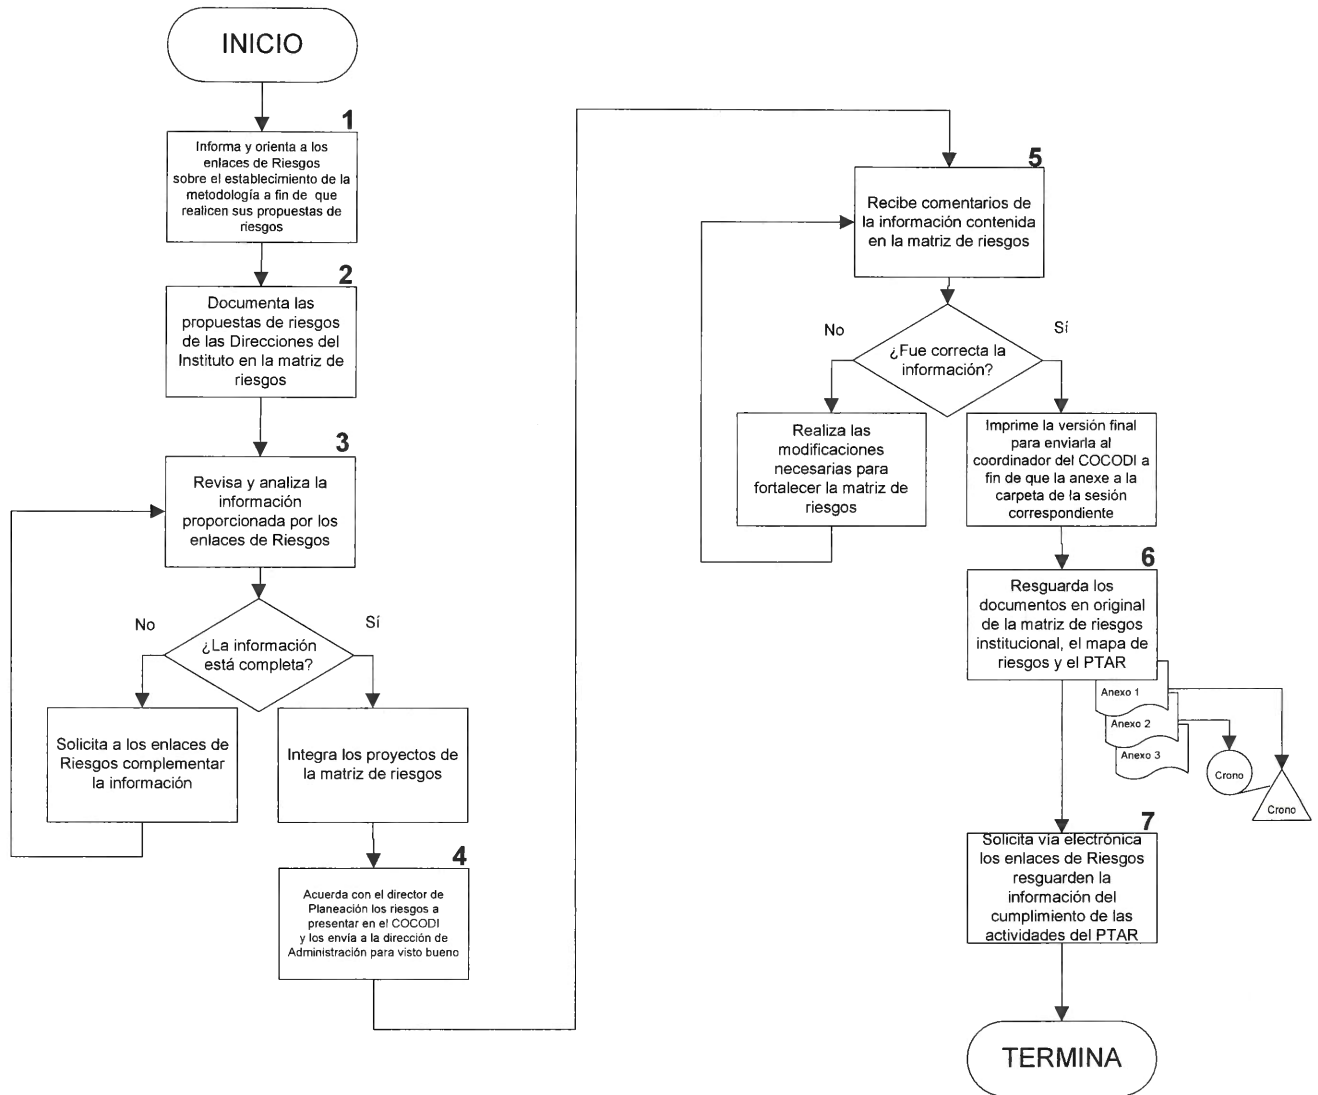 INICIO
1
Informa y orienta a los
enlaces de Riesgos
sobre el establecimiento de la
metodología a fin de que
realicen sus propuestas de
riesgos
2
Documenta las
propuestas de riesgos
de las Direcciones del
Instituto en la matriz de
riesgos
3
Revisa y analiza la
información
proporcionada por los
enlaces de Riesgos
No
Sí
¿La información
está completa?
Solicita a los enlaces de
Riesgos complementar
la información
Integra los proyectos de
la matriz de riesgos
4
Acuerda con el director de
Planeación los riesgos a
presentar en el COCODI
y los envía a la dirección de
Administración para visto bueno
5
Recibe comentarios de
la información contenida
en la matriz de riesgos
No
Sí
¿Fue correcta la
información?
Realiza las
modificaciones
necesarias para
fortalecer la matriz de
riesgos
Imprime la versión final
para enviarla al
coordinador del COCODI a
fin de que la anexe a la
carpeta de la sesión
correspondiente
6
Resguarda los
documentos en original
de la matriz de riesgos
institucional, el mapa de
riesgos y el PTAR
Anexo 1
Anexo 2
Anexo 3
Crono
Crono
7
Solicita vía electrónica
los enlaces de Riesgos
resguarden la
información del
cumplimiento de las
actividades del PTAR
TERMINA